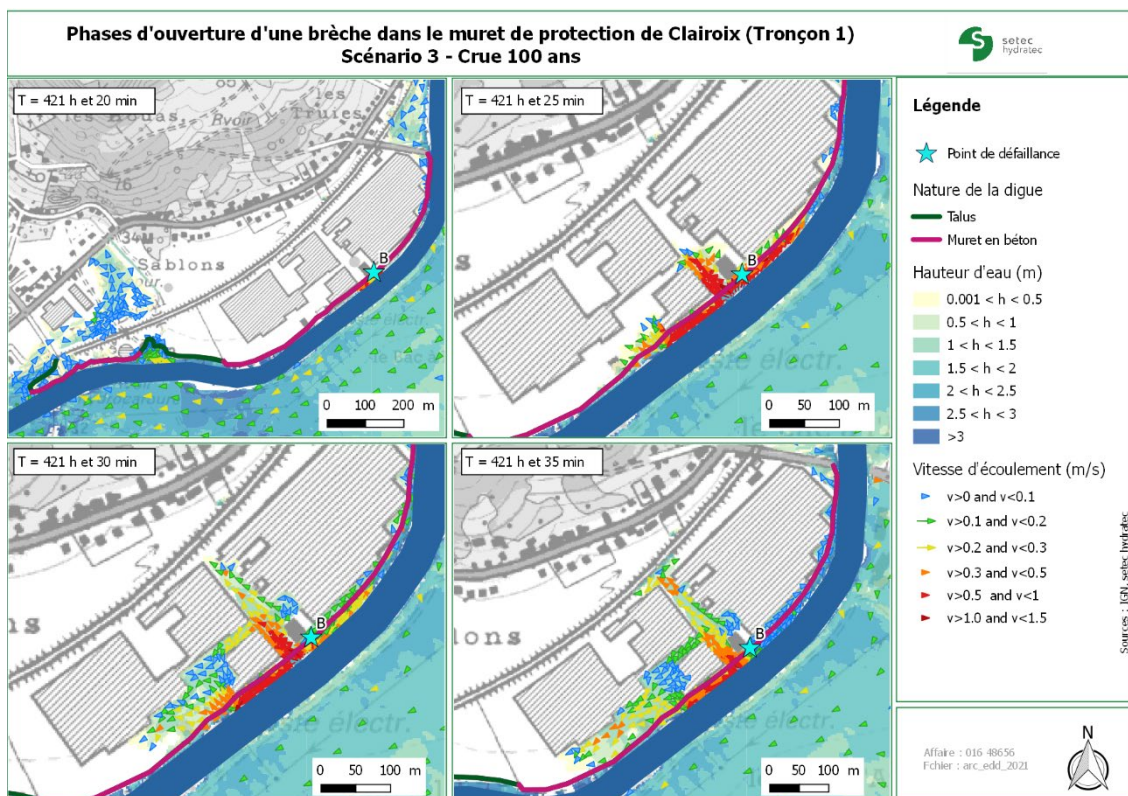 Phases d'ouverture d'une brèche dans le muret de protection de Clairoix (Tronçon 1)
Scénario 3 - Crue 100 ans
setec
hydratec
T = 421 h et 20 min
les
Truies
Sablons
B
0 100 200 m
T = 421 h et 25 min
B
électr.
0 50 100 m
T = 421 h et 30 min
B
électr.
0 50 100 m
T = 421 h et 35 min
B
électr.
0 50 100 m
Légende
Point de défaillance
Nature de la digue
Talus
Muret en béton
Hauteur d'eau (m)
0.001 < h < 0.5
0.5 < h < 1
1 < h < 1.5
1.5 < h < 2
2 < h < 2.5
2.5 < h < 3
>3
Vitesse d'écoulement (m/s)
v>0 and v<0.1
v>0.1 and v<0.2
v>0.2 and v<0.3
v>0.3 and v<0.5
v>0.5 and v<1
v>1.0 and v<1.5
Sources : IGN, setec hydratec
Affaire : 016 48656
Fchier : arc_edd_2021
N